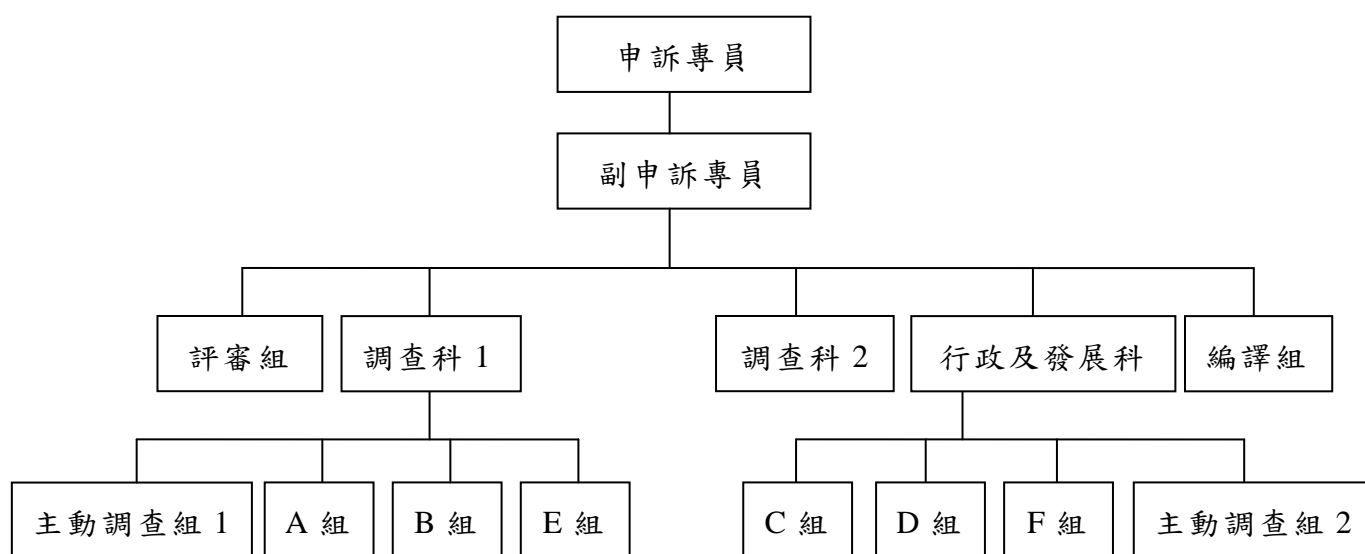 申訴專員
副申訴專員
評審組
調查科 1
調查科 2
行政及發展科
編譯組
主動調查組 1
A 組
B 組
E 組
C 組
D 組
F 組
主動調查組 2